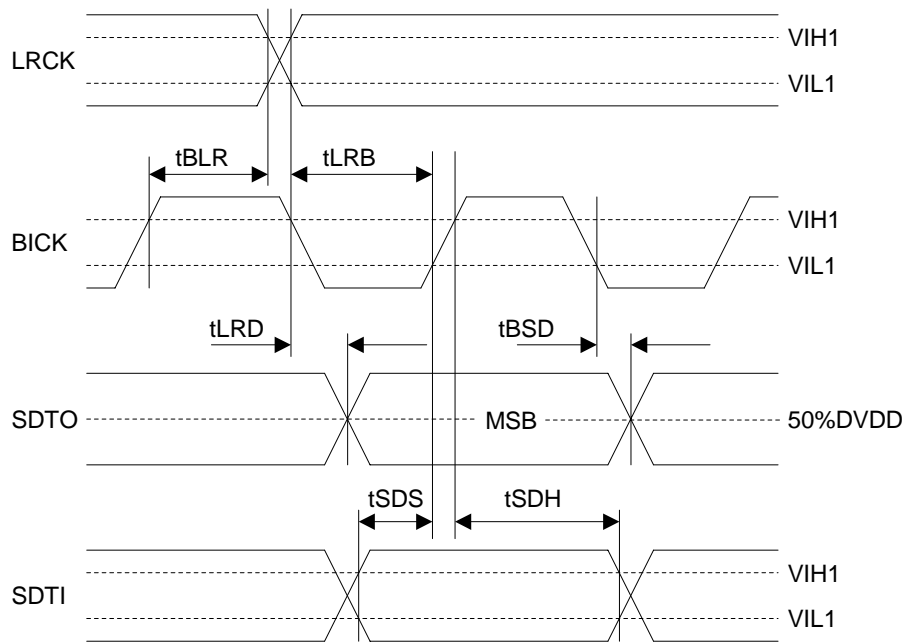 LRCK
VIH1
VIL1
tBLR
tLRB
BICK
VIH1
VIL1
tLRD
tBSD
SDTO
MSB
50%DVDD
tSDS
tSDH
SDTI
VIH1
VIL1